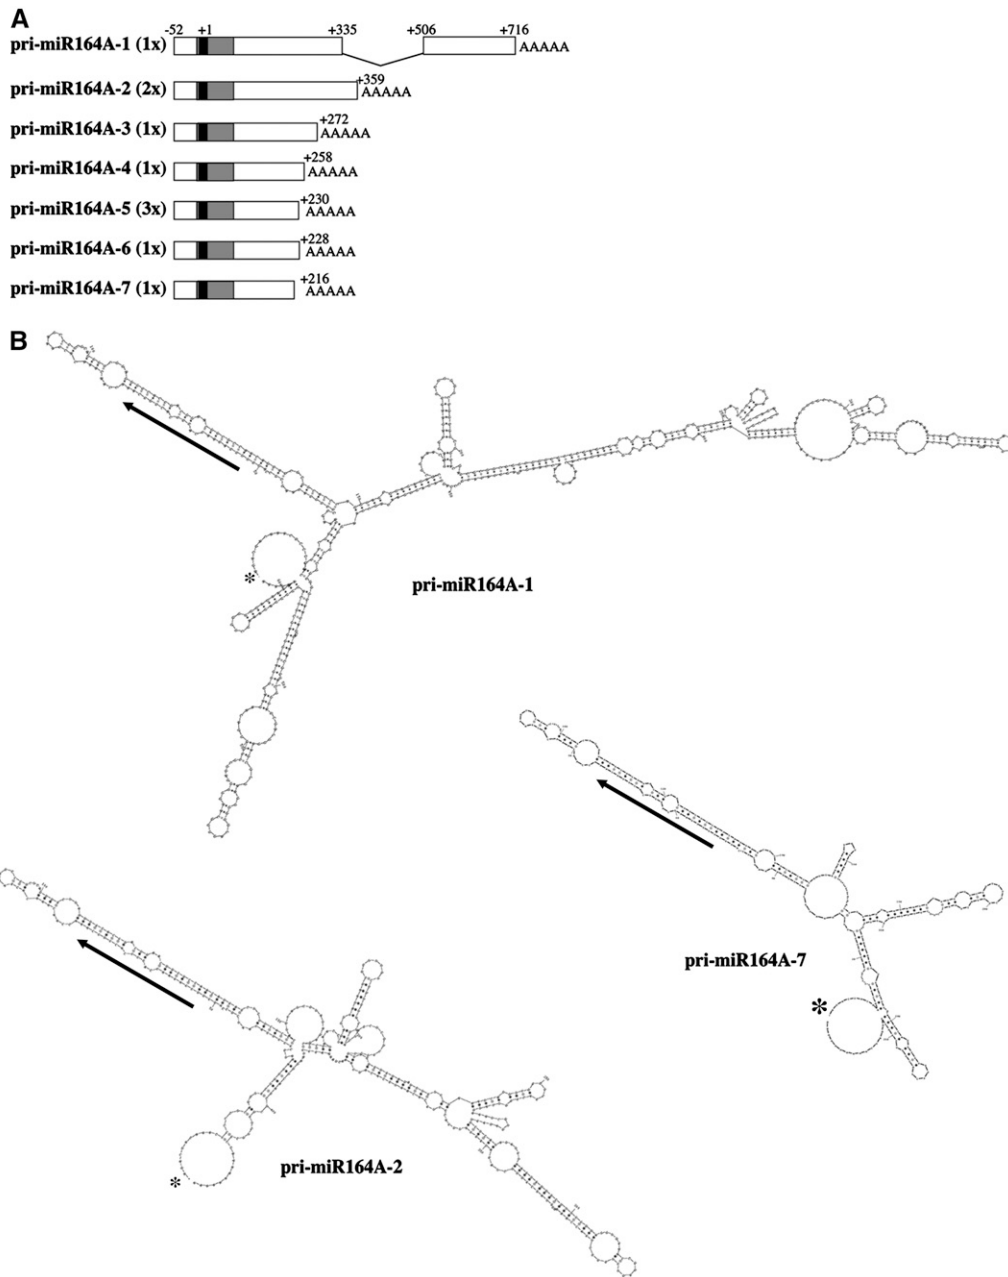 A
-52 +1 +335 +506 +716
pri-miR164A-1 (1x) AAAAA
+359
pri-miR164A-2 (2x) AAAAA
+272
pri-miR164A-3 (1x) AAAAA
+258
pri-miR164A-4 (1x) AAAAA
+230
pri-miR164A-5 (3x) AAAAA
+228
pri-miR164A-6 (1x) AAAAA
+216
pri-miR164A-7 (1x) AAAAA
B
*
pri-miR164A-1
pri-miR164A-7
*
pri-miR164A-2
*